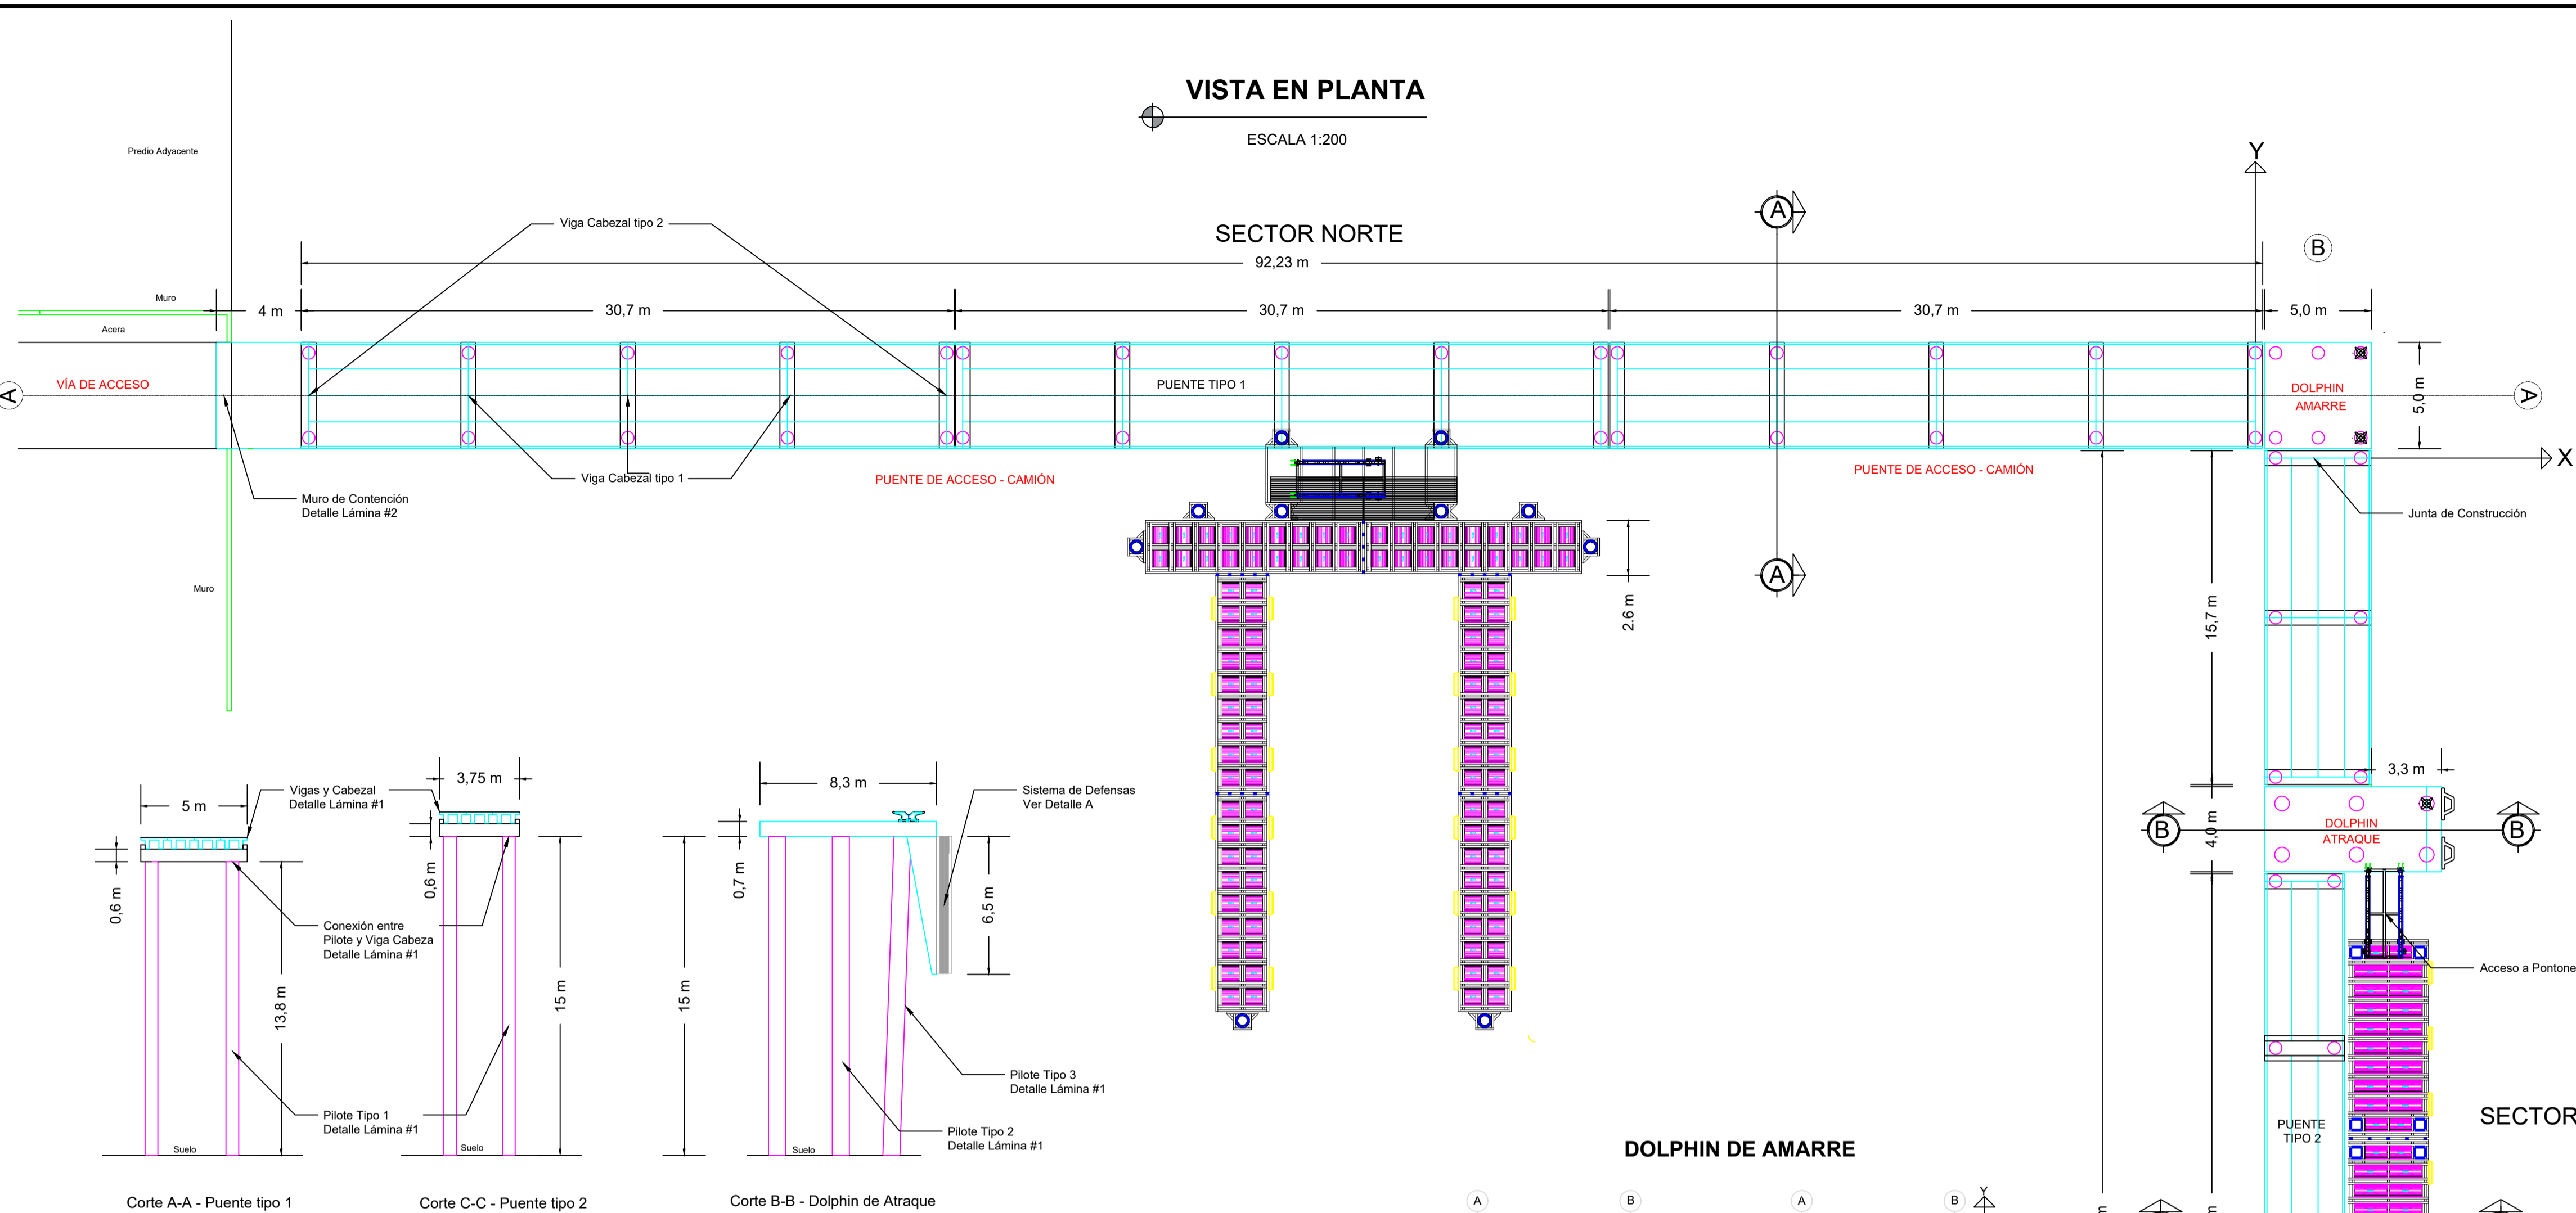 VISTA EN PLANTA
ESCALA 1:200
Predio Adyacente
Y
A
Viga Cabezal tipo 2
SECTOR NORTE
B
92,23 m
Muro
4 m
30,7 m
30,7 m
30,7 m
5,0 m
Acera
VÍA DE ACCESO
PUENTE TIPO 1
DOLPHIN
AMARRE
5,0 m
A
A
X
Viga Cabezal tipo 1
PUENTE DE ACCESO - CAMIÓN
PUENTE DE ACCESO - CAMIÓN
Muro de Contención
Detalle Lámina #2
Junta de Construcción
Muro
A
2.6 m
15,7 m
3,75 m
8,3 m
3,3 m
5 m
Vigas y Cabezal
Detalle Lámina #1
Sistema de Defensas
Ver Detalle A
B
B
4,0 m
DOLPHIN
ATRAQUE
0,6 m
0,6 m
0,7 m
6,5 m
Conexión entre
Pilote y Viga Cabeza
Detalle Lámina #1
Acceso a Pontone
13,8 m
15 m
15 m
Pilote Tipo 3
Detalle Lámina #1
Pilote Tipo 1
Detalle Lámina #1
Pilote Tipo 2
Detalle Lámina #1
PUENTE
TIPO 2
SECTOR
Suelo
Suelo
Suelo
DOLPHIN DE AMARRE
Corte A-A - Puente tipo 1
Corte C-C - Puente tipo 2
Corte B-B - Dolphin de Atraque
A
B
A
B
Y
m
m